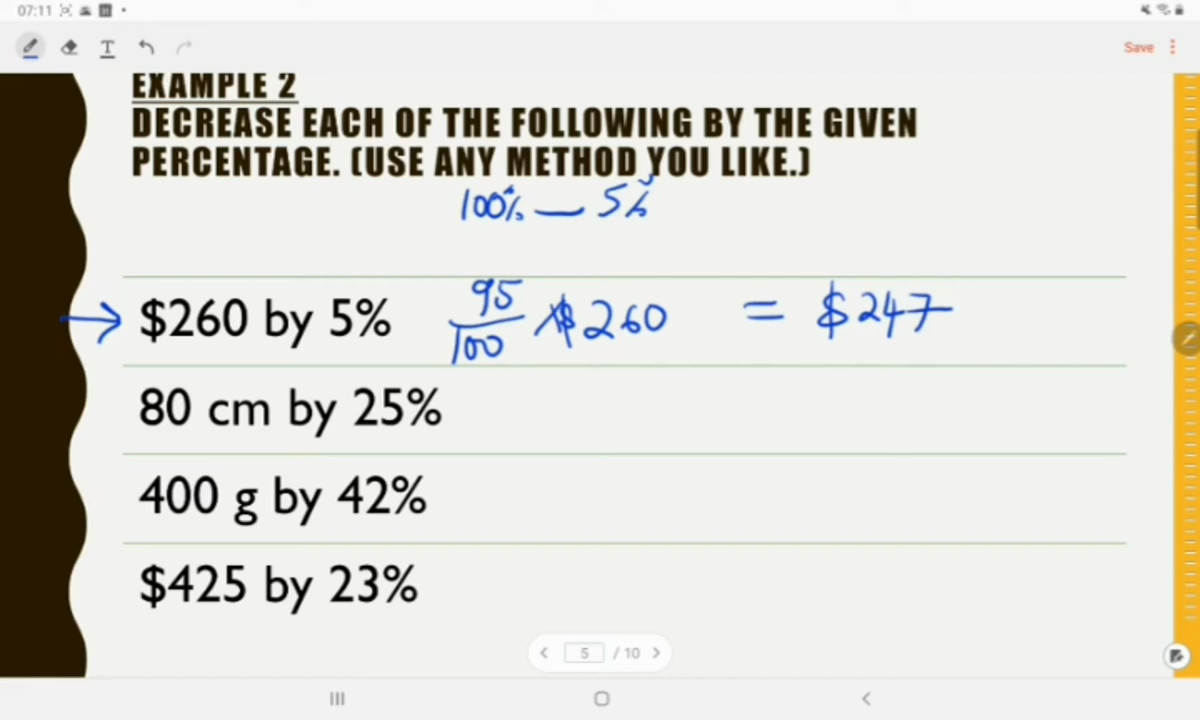 07:11
T
Save
EXAMPLE 2
DECREASE EACH OF THE FOLLOWING BY THE GIVEN
PERCENTAGE. (USE ANY METHOD YOU LIKE.)
100% — 5%
$260 by 5% 95/100 × $260 = $247
80 cm by 25%
400 g by 42%
$425 by 23%
< 5 / 10 >